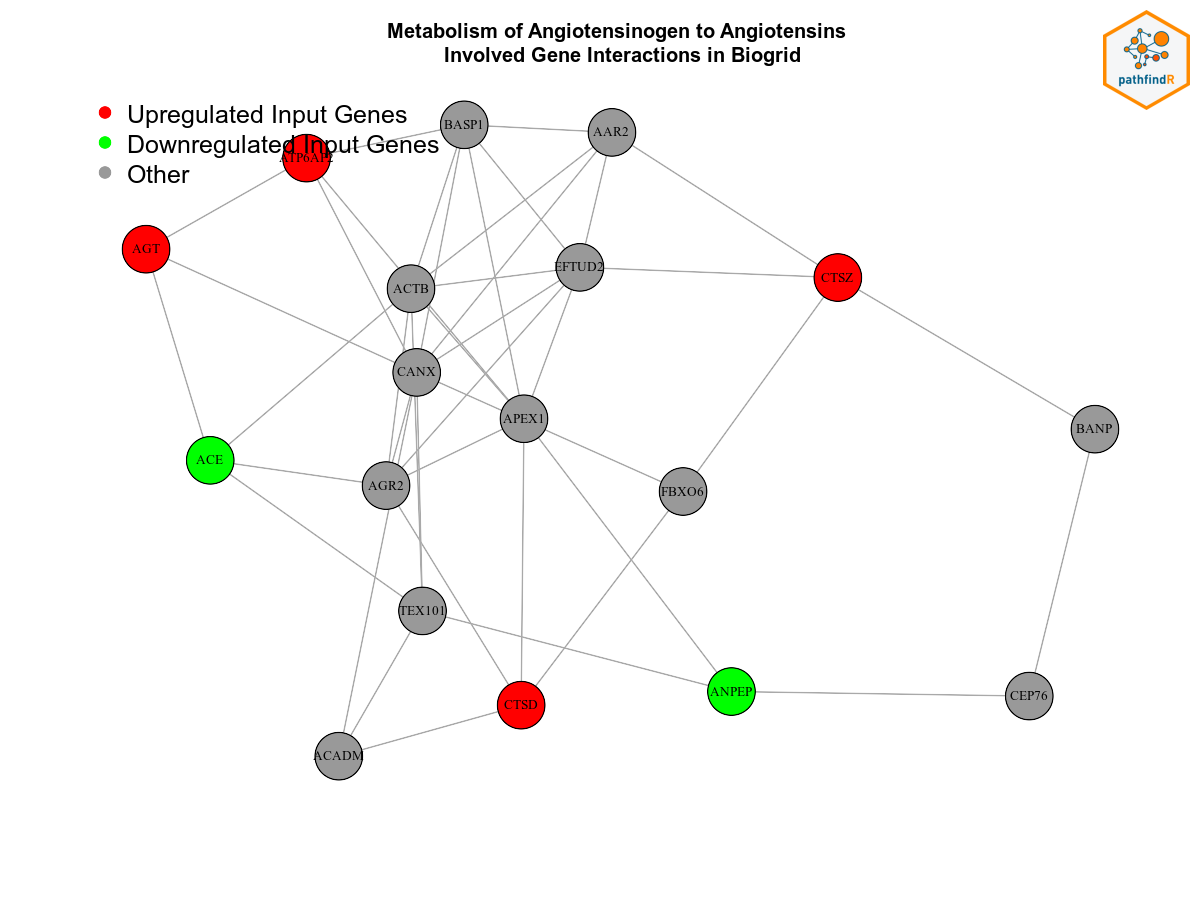 Metabolism of Angiotensinogen to Angiotensins
Involved Gene Interactions in Biogrid
pathfindR
Upregulated Input Genes
Downregulated Input Genes
Other
BASP1
AAR2
ATP6AP2
AGT
EFTUD2
CTSZ
ACTB
CANX
APEX1
BANP
ACE
AGR2
FBXO6
TEX101
ANPEP
CEP76
CTSD
ACADM